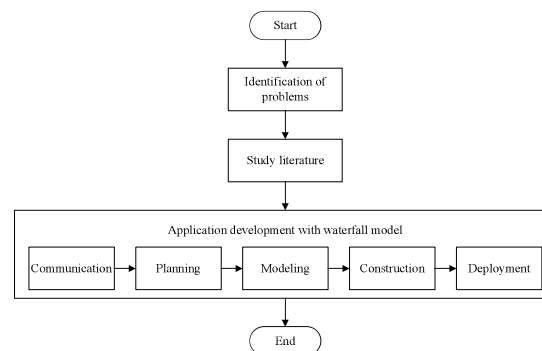 Start
Identification of
problems
Study literature
Application development with waterfall model
Communication
Planning
Modeling
Construction
Deployment
End